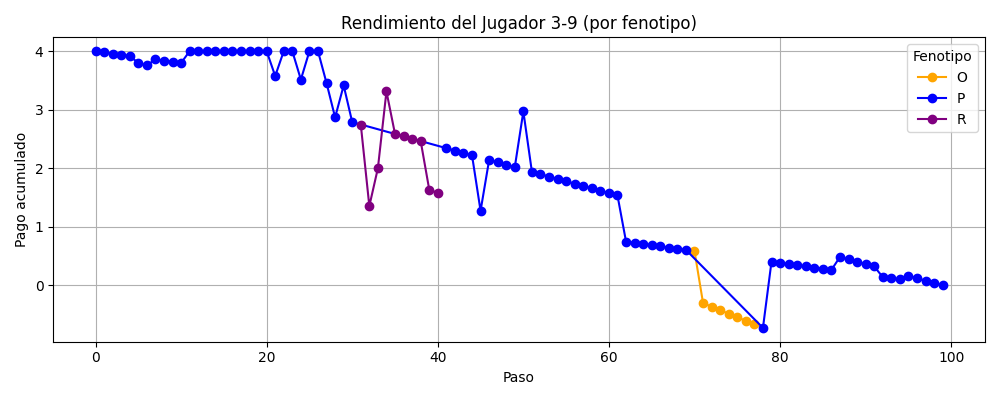 Rendimiento del Jugador 3-9 (por fenotipo)
Pago acumulado
4
3
2
1
0
Fenotipo
O
P
R
0 20 40 60 80 100
Paso